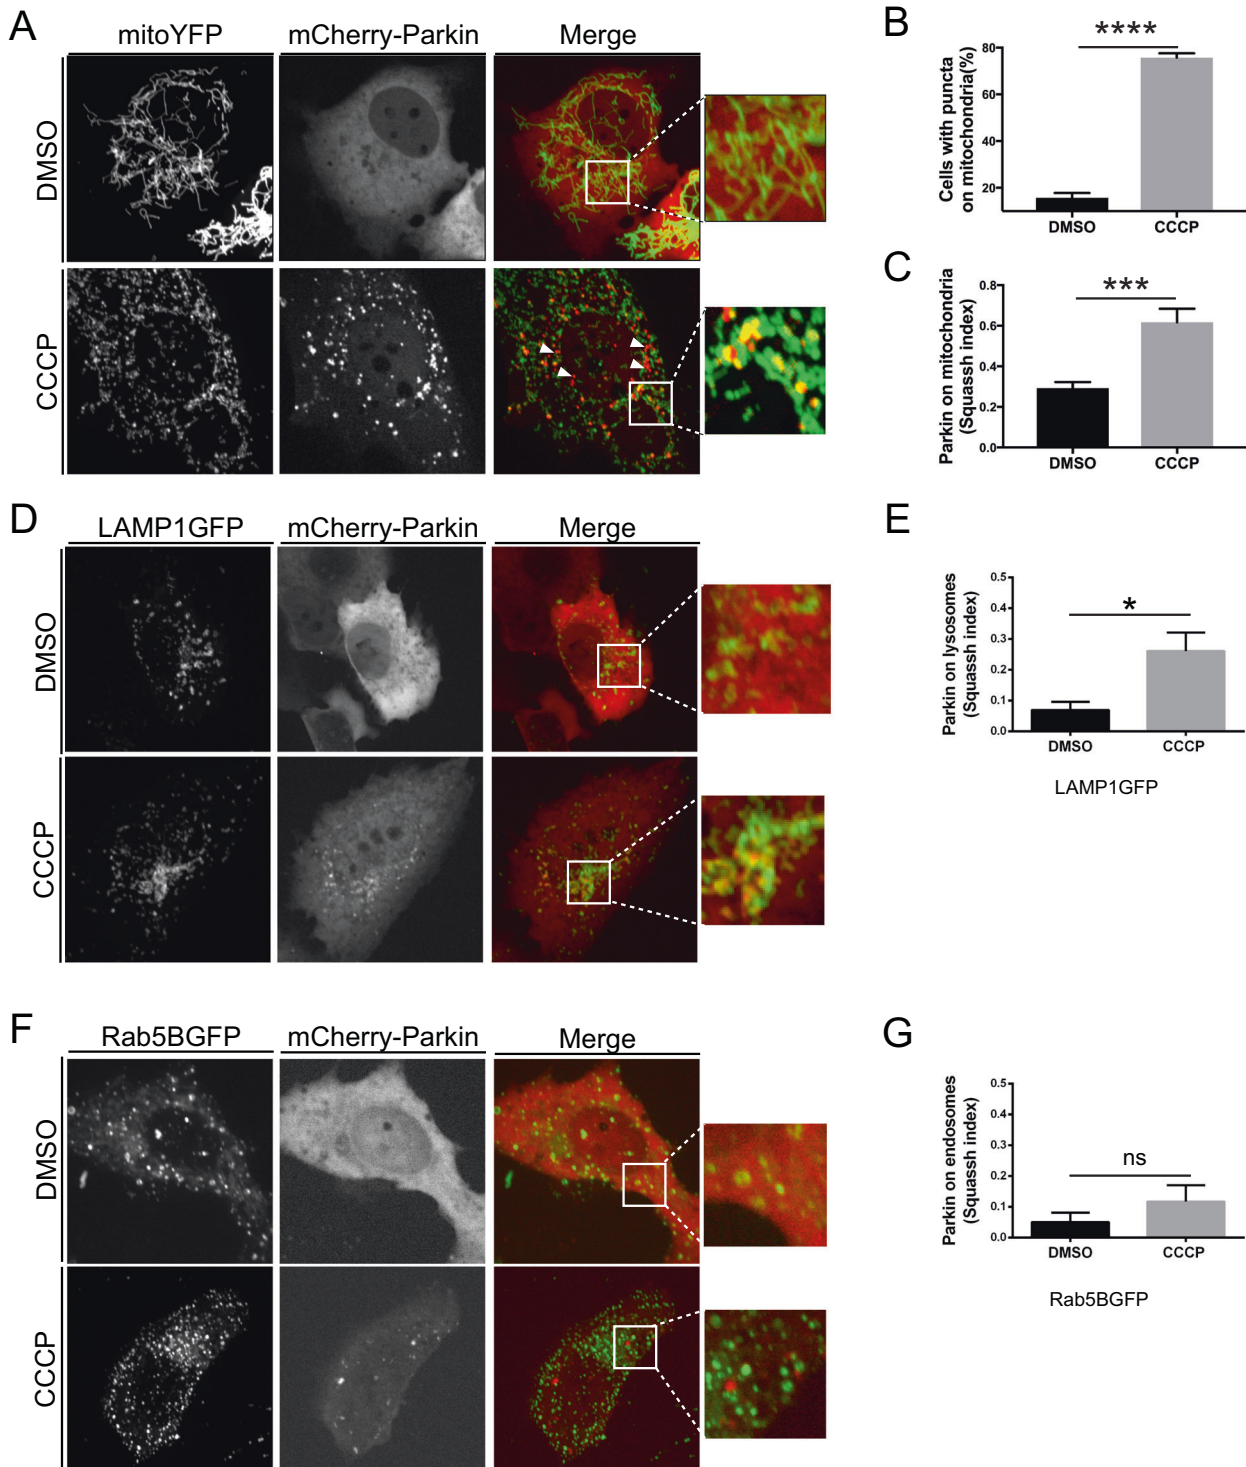 A
mitoYFP mCherry-Parkin Merge
DMSO
CCCP
B
Cells with puncta
on mitochondria(%)
80
60
40
20
****
DMSO CCCP
C
Parkin on mitochondria
(Squassh index)
0.8
0.6
0.4
0.2
0.0
***
DMSO CCCP
D
LAMP1GFP mCherry-Parkin Merge
DMSO
CCCP
E
Parkin on lysosomes
(Squassh index)
0.5
0.4
0.3
0.2
0.1
0.0
*
DMSO CCCP
LAMP1GFP
F
Rab5BGFP mCherry-Parkin Merge
DMSO
CCCP
G
Parkin on endosomes
(Squassh index)
0.5
0.4
0.3
0.2
0.1
0.0
ns
DMSO CCCP
Rab5BGFP